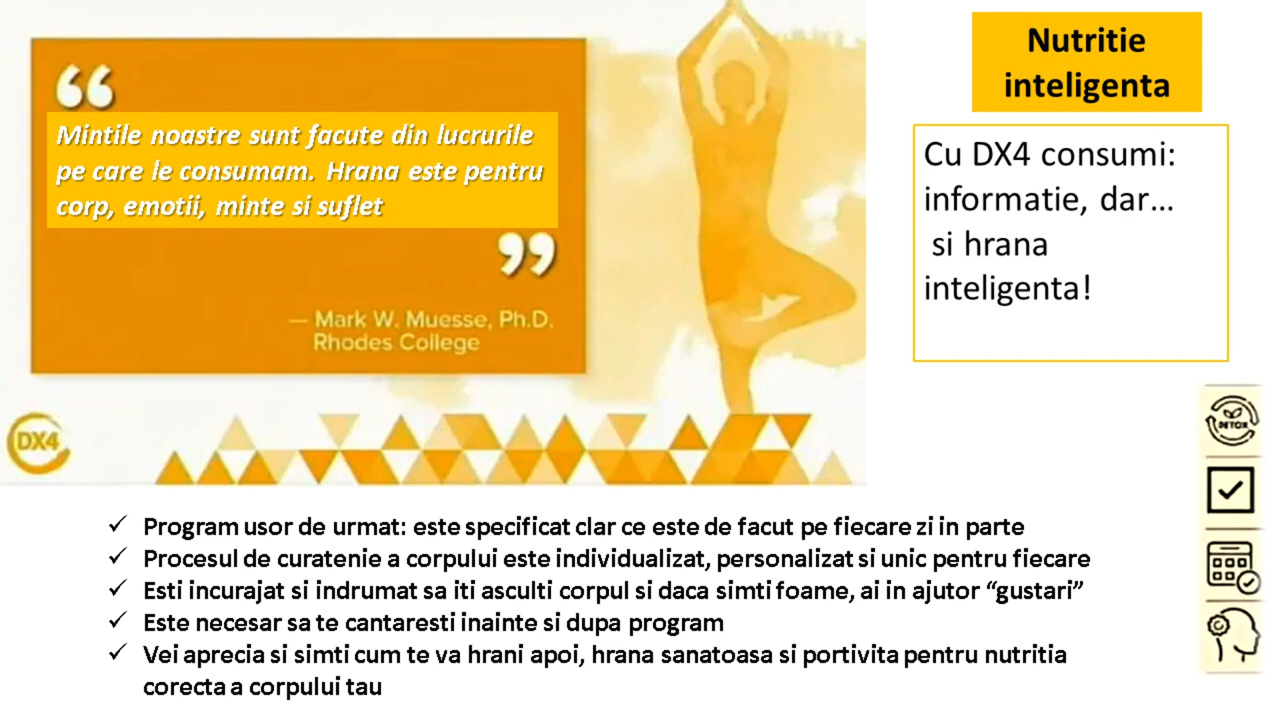 “
Mintile noastre sunt facute din lucrurile
pe care le consumam. Hrana este pentru
corp, emotii, minte si suflet
”
— Mark W. Muesse, Ph.D.
Rhodes College
DX4
Nutritie
inteligenta
Cu DX4 consumi:
informatie, dar...
si hrana
inteligenta!
DETOX
✓ Program usor de urmat: este specificat clar ce este de facut pe fiecare zi in parte
✓ Procesul de curatenie a corpului este individualizat, personalizat si unic pentru fiecare
✓ Esti incurajat si indrumat sa iti asculti corpul si daca simti foame, ai in ajutor “gustari”
✓ Este necesar sa te cantaresti inainte si dupa program
✓ Vei aprecia si simti cum te va hrani apoi, hrana sanatoasa si portivita pentru nutritia
corecta a corpului tau